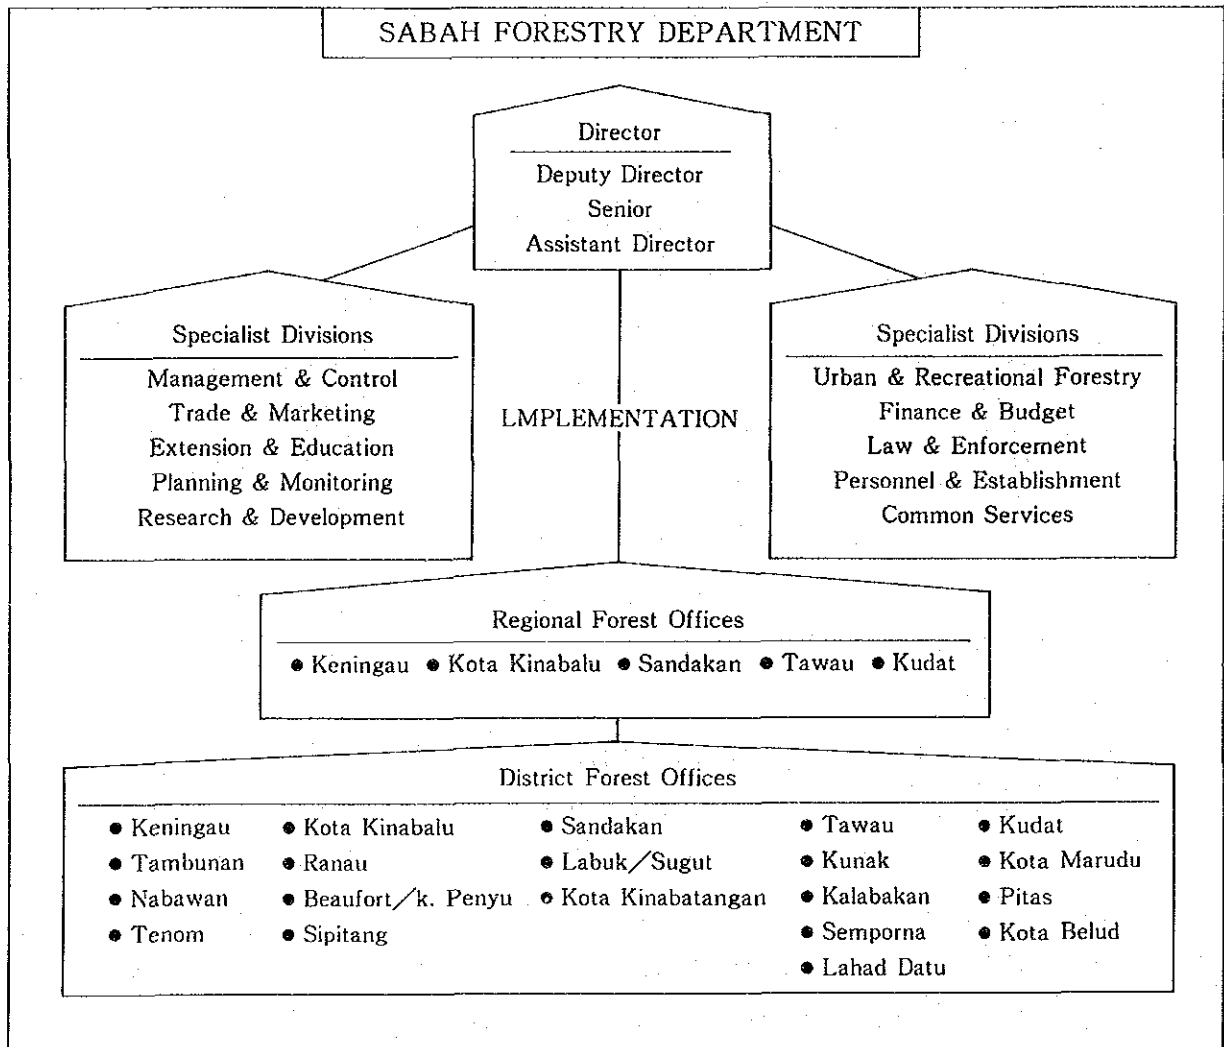 SABAH FORESTRY DEPARTMENT
Director
Deputy Director
Senior
Assistant Director
Specialist Divisions
Management & Control
Trade & Marketing
Extension & Education
Planning & Monitoring
Research & Development
LMPLEMENTATION
Specialist Divisions
Urban & Recreational Forestry
Finance & Budget
Law & Enforcement
Personnel & Establishment
Common Services
Regional Forest Offices
● Keningau ● Kota Kinabalu ● Sandakan ● Tawau ● Kudat
District Forest Offices
● Keningau ● Kota Kinabalu ● Sandakan ● Tawau ● Kudat
● Tambunan ● Ranau ● Labuk／Sugut ● Kunak ● Kota Marudu
● Nabawan ● Beaufort／k. Penyu ● Kota Kinabatangan ● Kalabakan ● Pitas
● Tenom ● Sipitang ● Semporna ● Kota Belud
● Lahad Datu